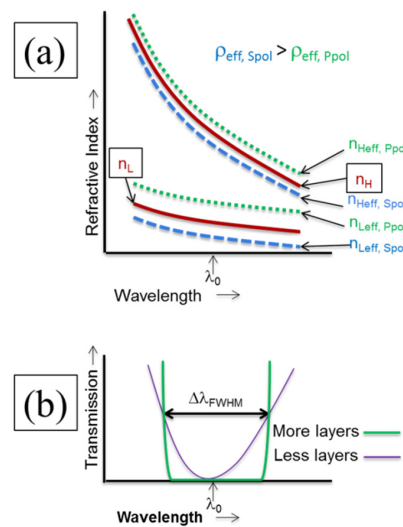 (a)
ρeff, Spol > ρeff, Ppol
Refractive Index →
nL
nHeff, Ppol
nH
nHeff, Spol
nLeff, Ppol
nLeff, Spol
λ0
Wavelength →
(b)
Transmission →
ΔλFWHM
More layers
Less layers
λ0
Wavelength →